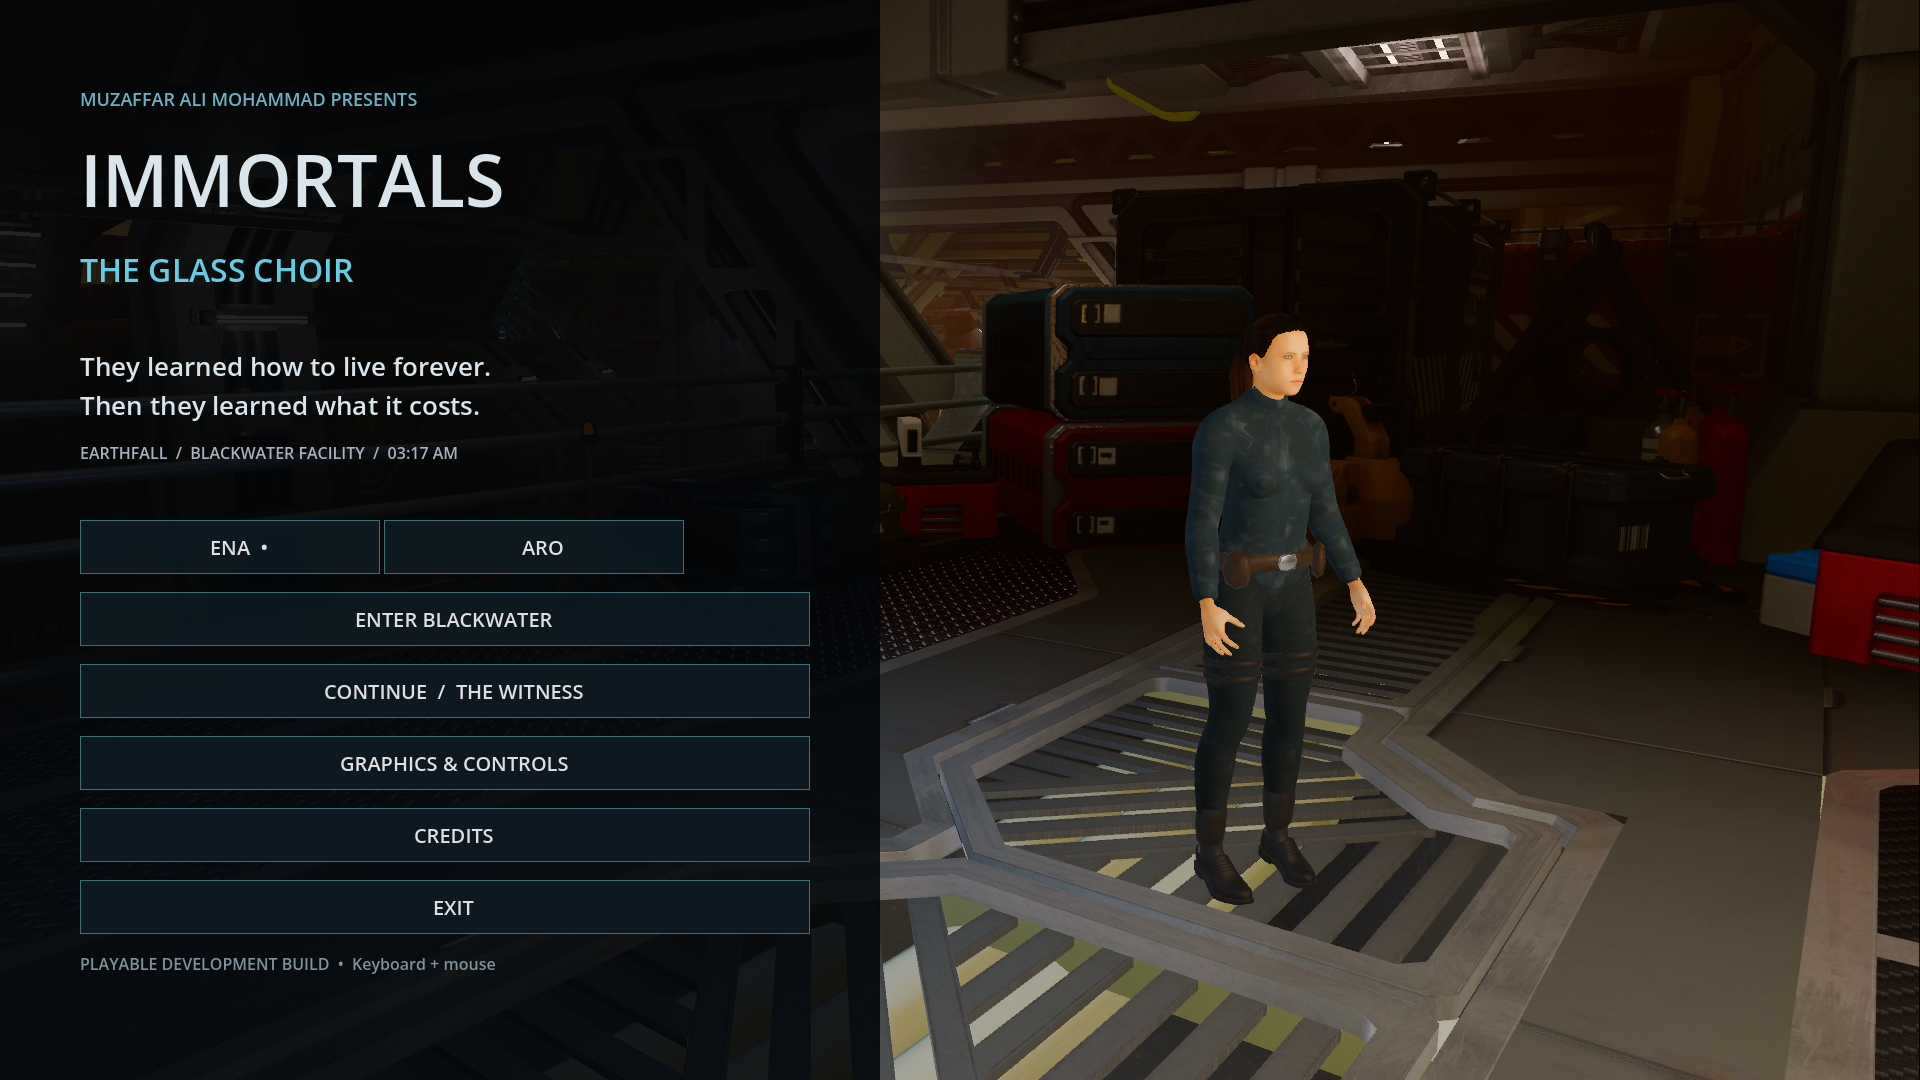 MUZAFFAR ALI MOHAMMAD PRESENTS
IMMORTALS
THE GLASS CHOIR
They learned how to live forever.
Then they learned what it costs.
EARTHFALL / BLACKWATER FACILITY / 03:17 AM
ENA •
ARO
ENTER BLACKWATER
CONTINUE / THE WITNESS
GRAPHICS & CONTROLS
CREDITS
EXIT
PLAYABLE DEVELOPMENT BUILD • Keyboard + mouse